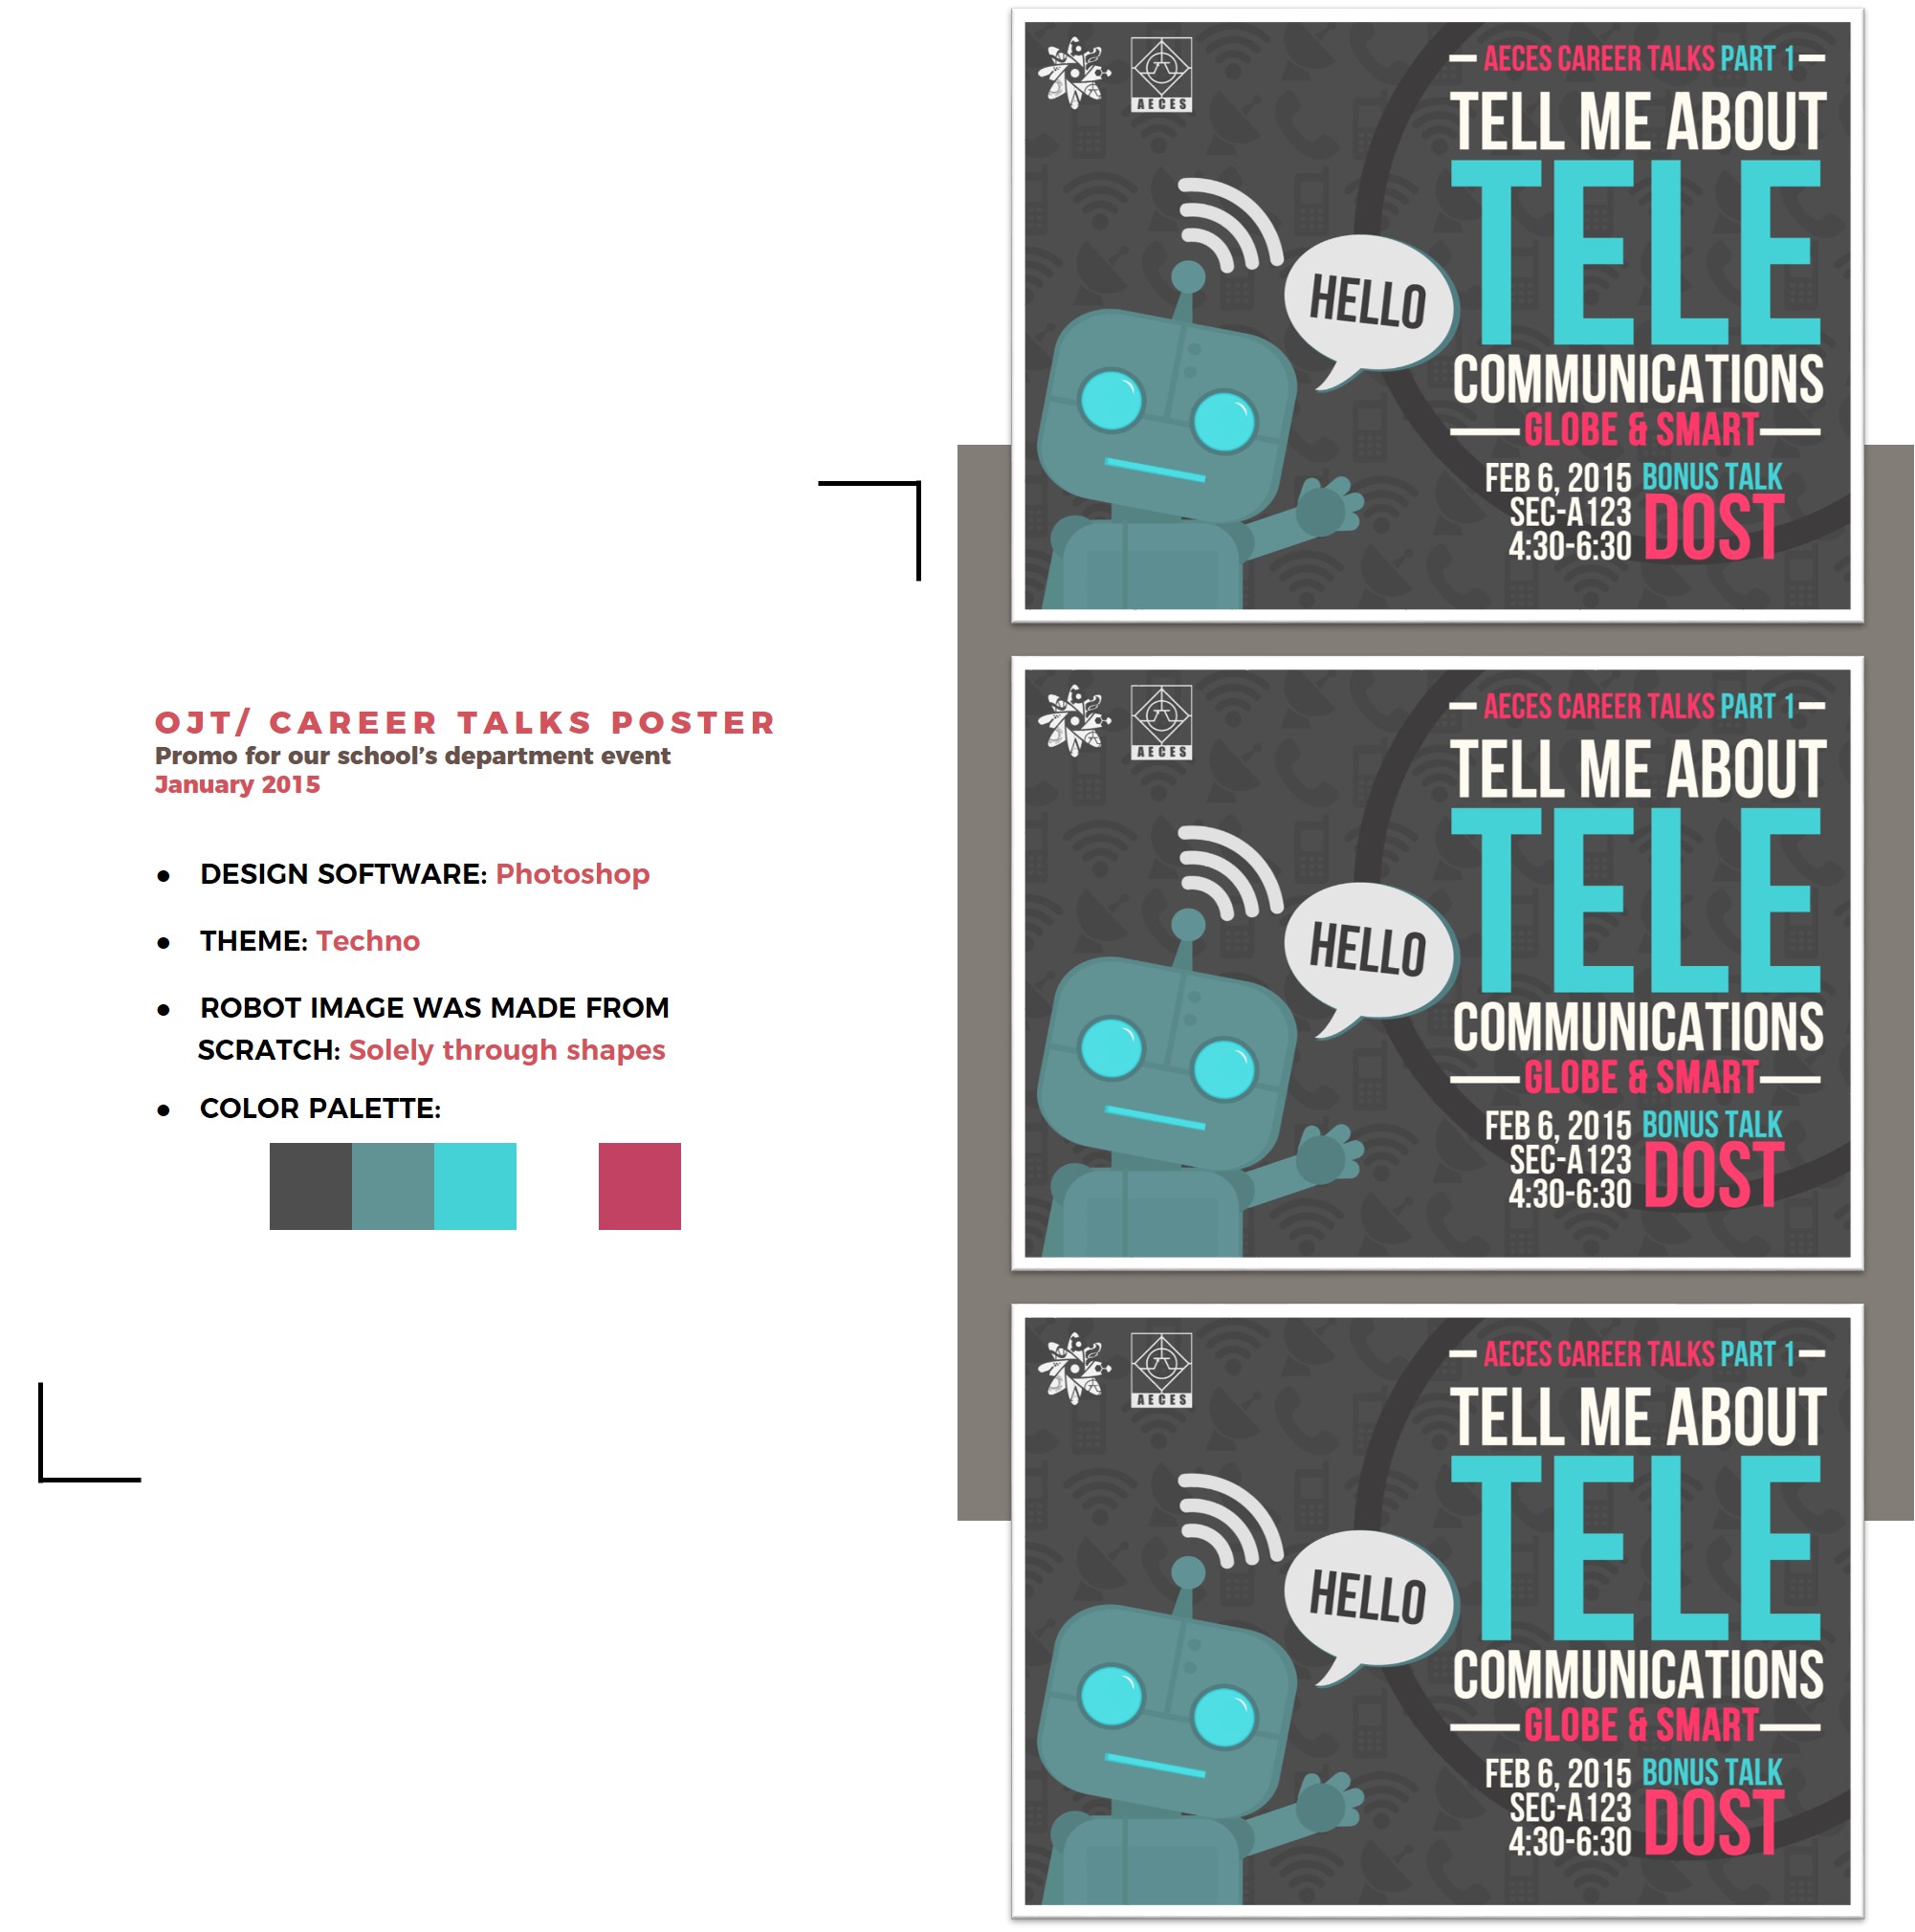 OJT/ CAREER TALKS POSTER
Promo for our school's department event
January 2015
● DESIGN SOFTWARE: Photoshop
● THEME: Techno
● ROBOT IMAGE WAS MADE FROM
SCRATCH: Solely through shapes
● COLOR PALETTE:
AECES
AECES CAREER TALKS PART 1
TELL ME ABOUT
TELE
HELLO
COMMUNICATIONS
GLOBE & SMART
FEB 6, 2015 BONUS TALK
SEC-A123 DOST
4:30-6:30
AECES
AECES CAREER TALKS PART 1
TELL ME ABOUT
TELE
HELLO
COMMUNICATIONS
GLOBE & SMART
FEB 6, 2015 BONUS TALK
SEC-A123 DOST
4:30-6:30
AECES
AECES CAREER TALKS PART 1
TELL ME ABOUT
TELE
HELLO
COMMUNICATIONS
GLOBE & SMART
FEB 6, 2015 BONUS TALK
SEC-A123 DOST
4:30-6:30